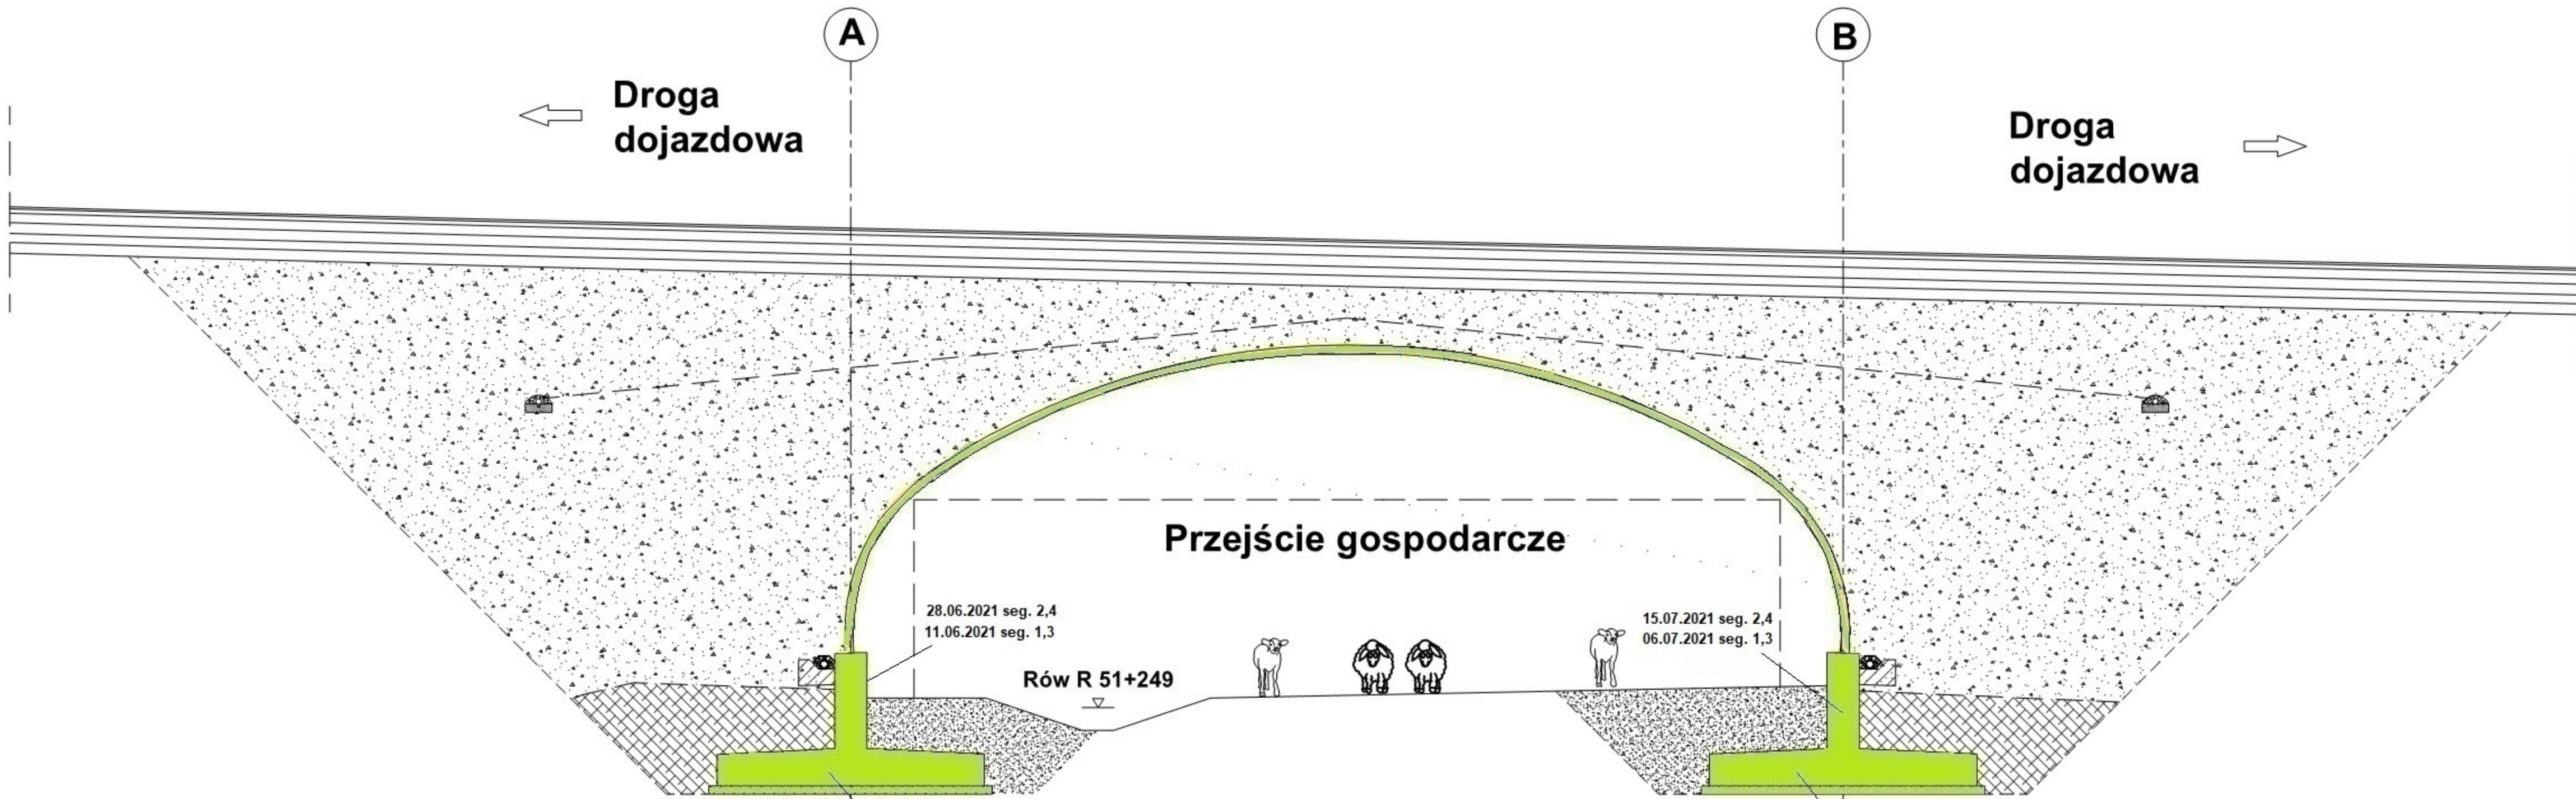 A
B
Droga
dojazdowa
Droga
dojazdowa
Przejście gospodarcze
28.06.2021 seg. 2,4
11.06.2021 seg. 1,3
15.07.2021 seg. 2,4
06.07.2021 seg. 1,3
Rów R 51+249